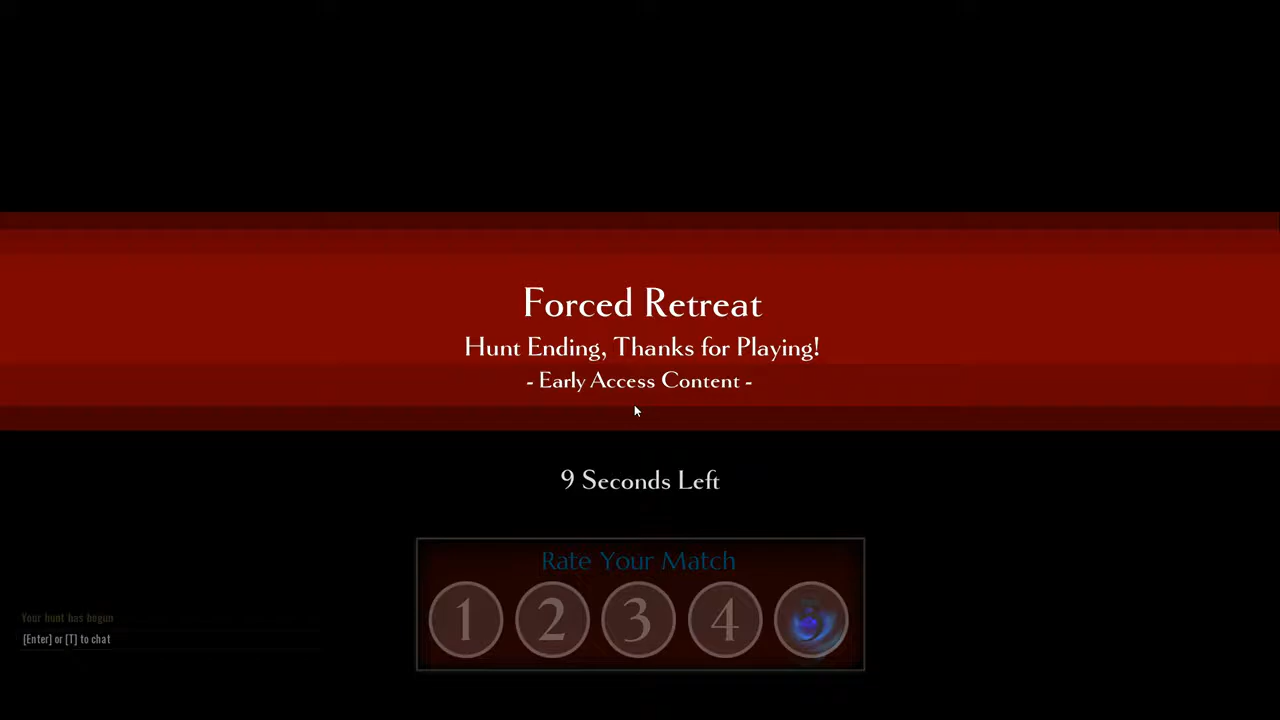 Forced Retreat
Hunt Ending, Thanks for Playing!
- Early Access Content -
9 Seconds Left
Rate Your Match
1 2 3 4
Your hunt has begun
[Enter] or [T] to chat